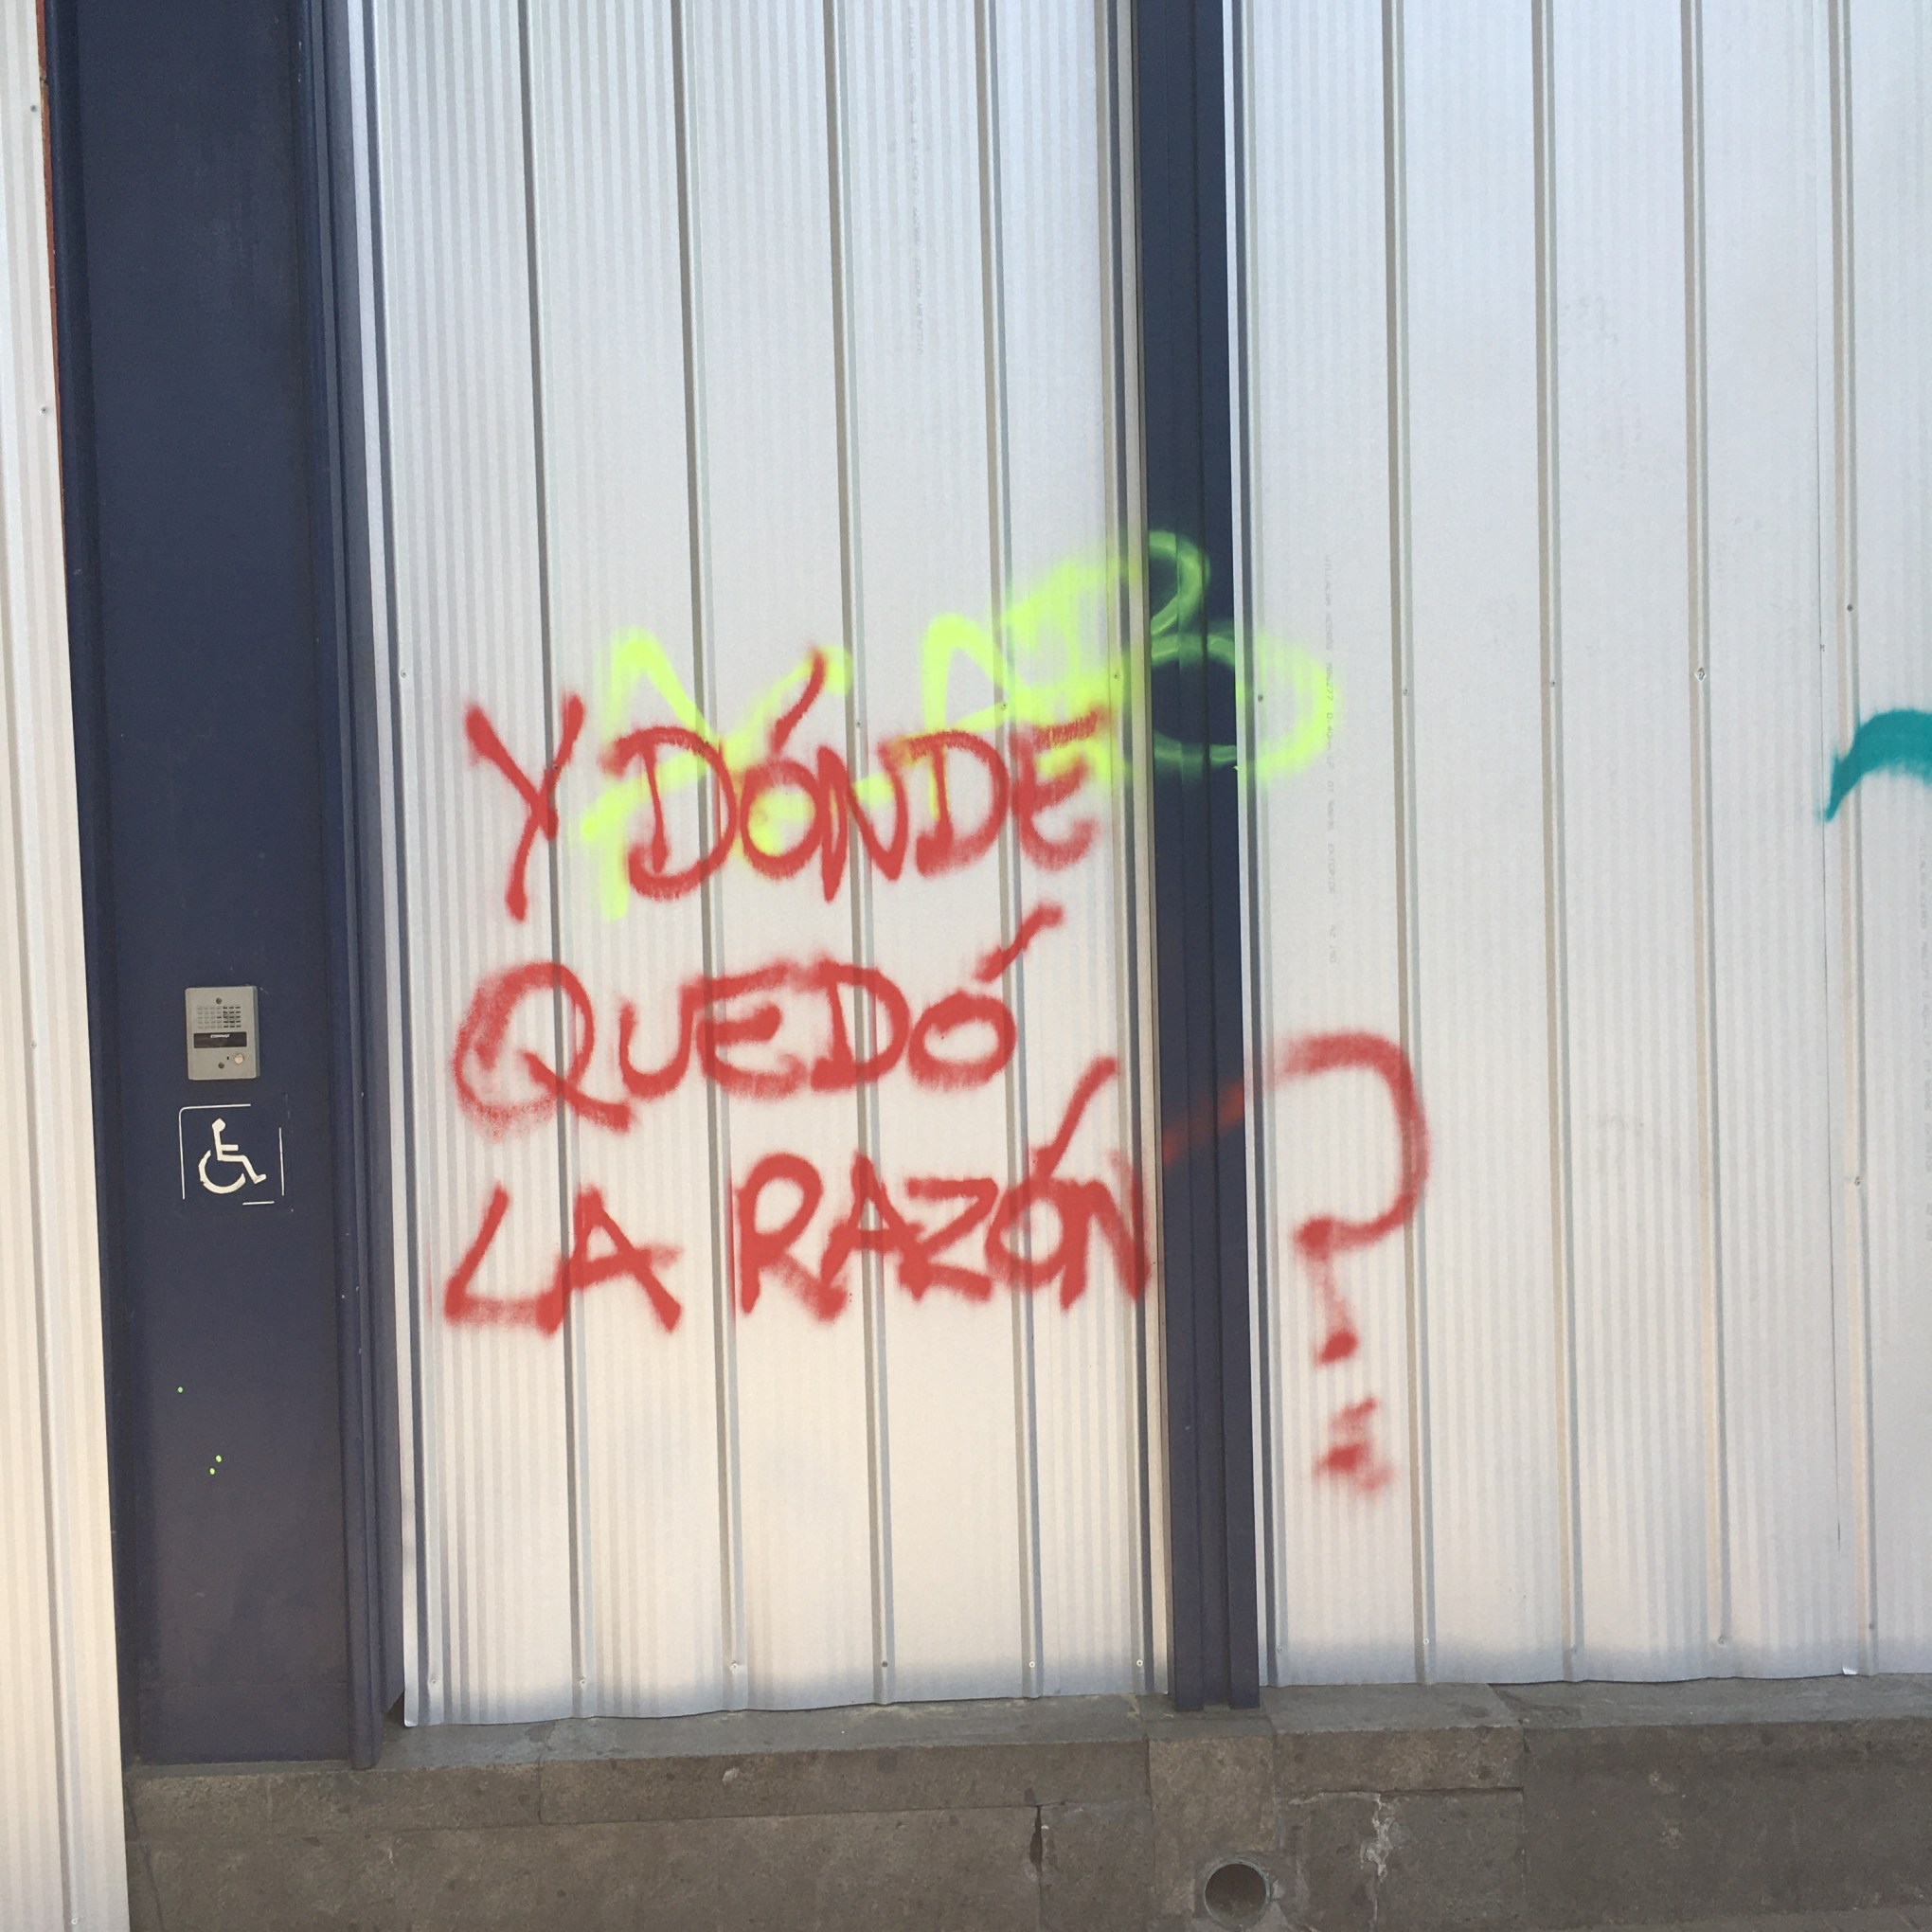 Y DÓNDE
QUEDÓ
LA RAZÓN?